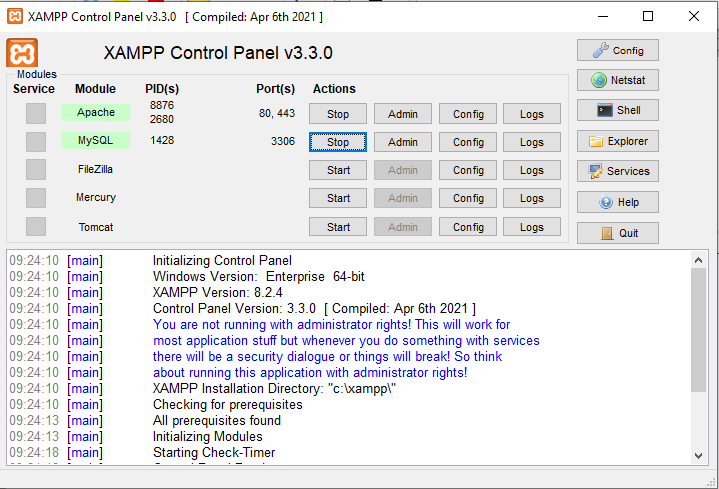 XAMPP Control Panel v3.3.0 [ Compiled: Apr 6th 2021 ]
XAMPP Control Panel v3.3.0
Config
Modules
Service Module PID(s) Port(s) Actions
Netstat
Apache 8876 2680 80, 443 Stop Admin Config Logs
Shell
MySQL 1428 3306 Stop Admin Config Logs
Explorer
FileZilla Start Admin Config Logs
Services
Mercury Start Admin Config Logs
Help
Tomcat Start Admin Config Logs
Quit
09:24:10 [main] Initializing Control Panel
09:24:10 [main] Windows Version: Enterprise 64-bit
09:24:10 [main] XAMPP Version: 8.2.4
09:24:10 [main] Control Panel Version: 3.3.0 [ Compiled: Apr 6th 2021 ]
09:24:10 [main] You are not running with administrator rights! This will work for
09:24:10 [main] most application stuff but whenever you do something with services
09:24:10 [main] there will be a security dialogue or things will break! So think
09:24:10 [main] about running this application with administrator rights!
09:24:10 [main] XAMPP Installation Directory: "c:\xampp\"
09:24:10 [main] Checking for prerequisites
09:24:13 [main] All prerequisites found
09:24:13 [main] Initializing Modules
09:24:18 [main] Starting Check-Timer